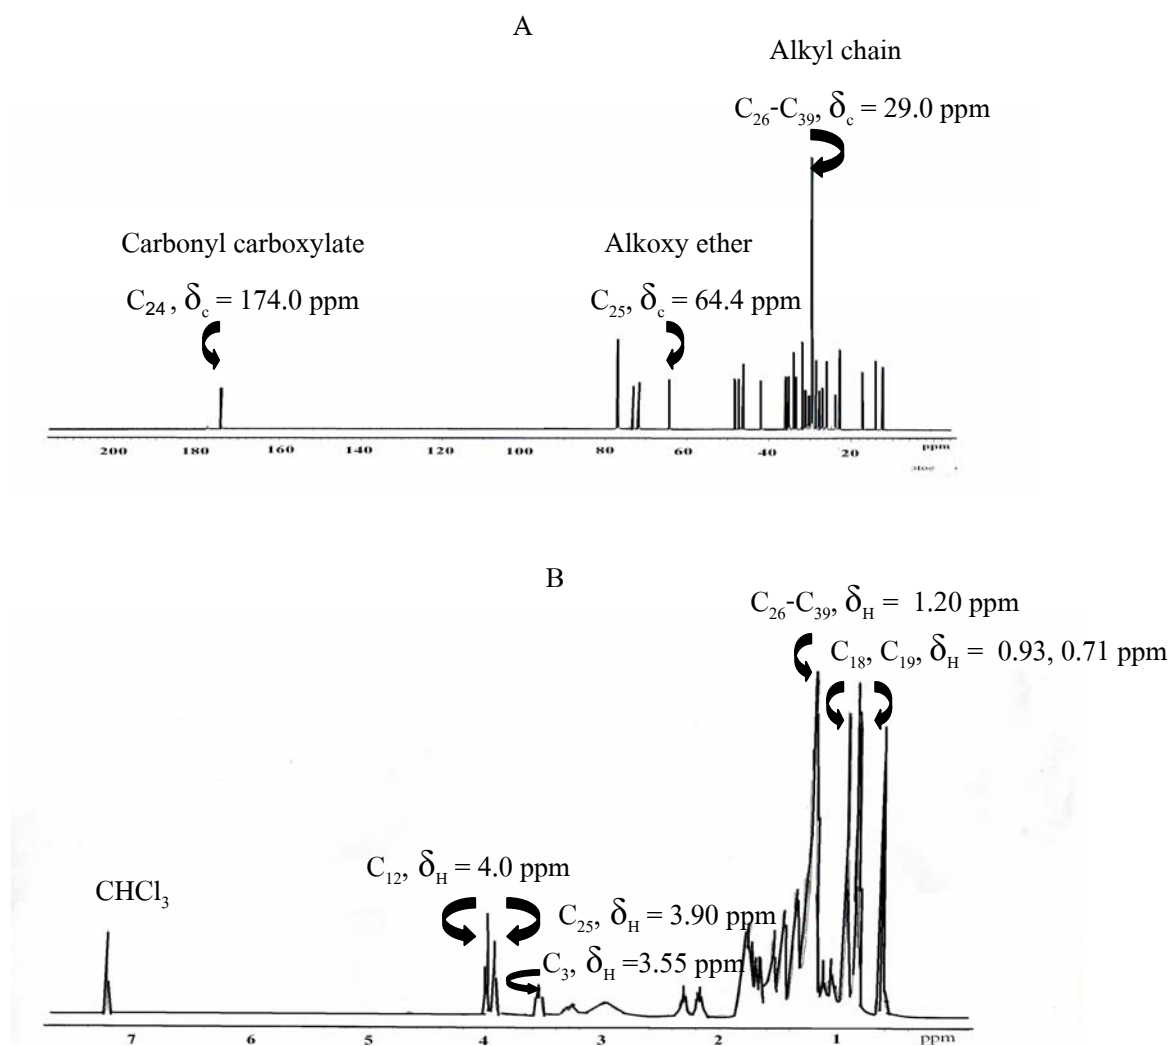 A
Alkyl chain
C₂₆-C₃₉, δc = 29.0 ppm
Carbonyl carboxylate
Alkoxy ether
C₂₄ , δc = 174.0 ppm
C₂₅, δc = 64.4 ppm
200 180 160 140 120 100 80 60 40 20 ppm
B
C₂₆-C₃₉, δH = 1.20 ppm
C₁₈, C₁₉, δH = 0.93, 0.71 ppm
C₁₂, δH = 4.0 ppm
CHCl₃
C₂₅, δH = 3.90 ppm
C₃, δH =3.55 ppm
7 6 5 4 3 2 1 ppm